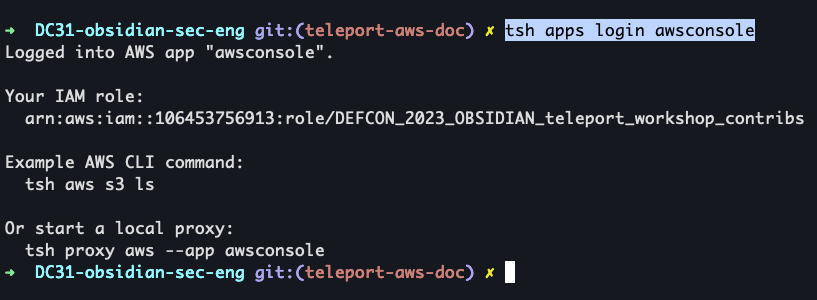 ➜  DC31-obsidian-sec-eng git:(teleport-aws-doc) ✗ tsh apps login awsconsole
Logged into AWS app "awsconsole".

Your IAM role:
  arn:aws:iam::106453756913:role/DEFCON_2023_OBSIDIAN_teleport_workshop_contribs

Example AWS CLI command:
  tsh aws s3 ls

Or start a local proxy:
  tsh proxy aws --app awsconsole
➜  DC31-obsidian-sec-eng git:(teleport-aws-doc) ✗